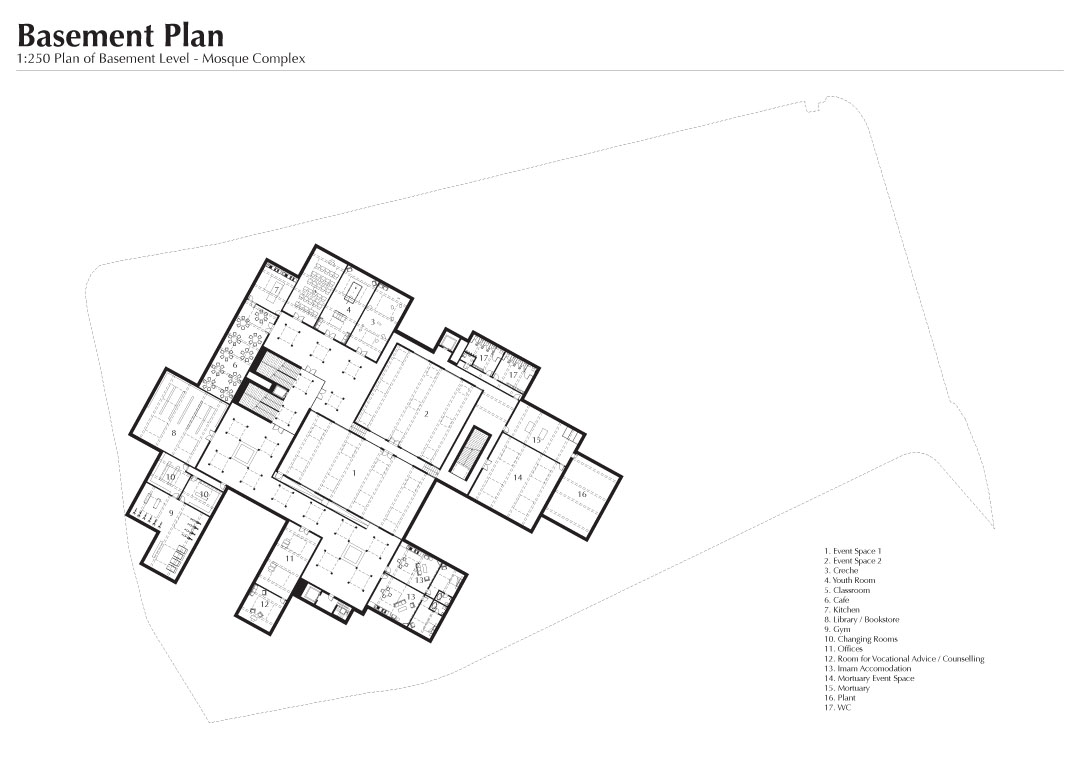 Basement Plan
1:250 Plan of Basement Level - Mosque Complex
7
4
3
6
17
17
2
8
15
1
14
10
10
16
9
11
13
12
13
1. Event Space 1
2. Event Space 2
3. Creche
4. Youth Room
5. Classroom
6. Cafe
7. Kitchen
8. Library / Bookstore
9. Gym
10. Changing Rooms
11. Offices
12. Room for Vocational Advice / Counselling
13. Imam Accomodation
14. Mortuary Event Space
15. Mortuary
16. Plant
17. WC